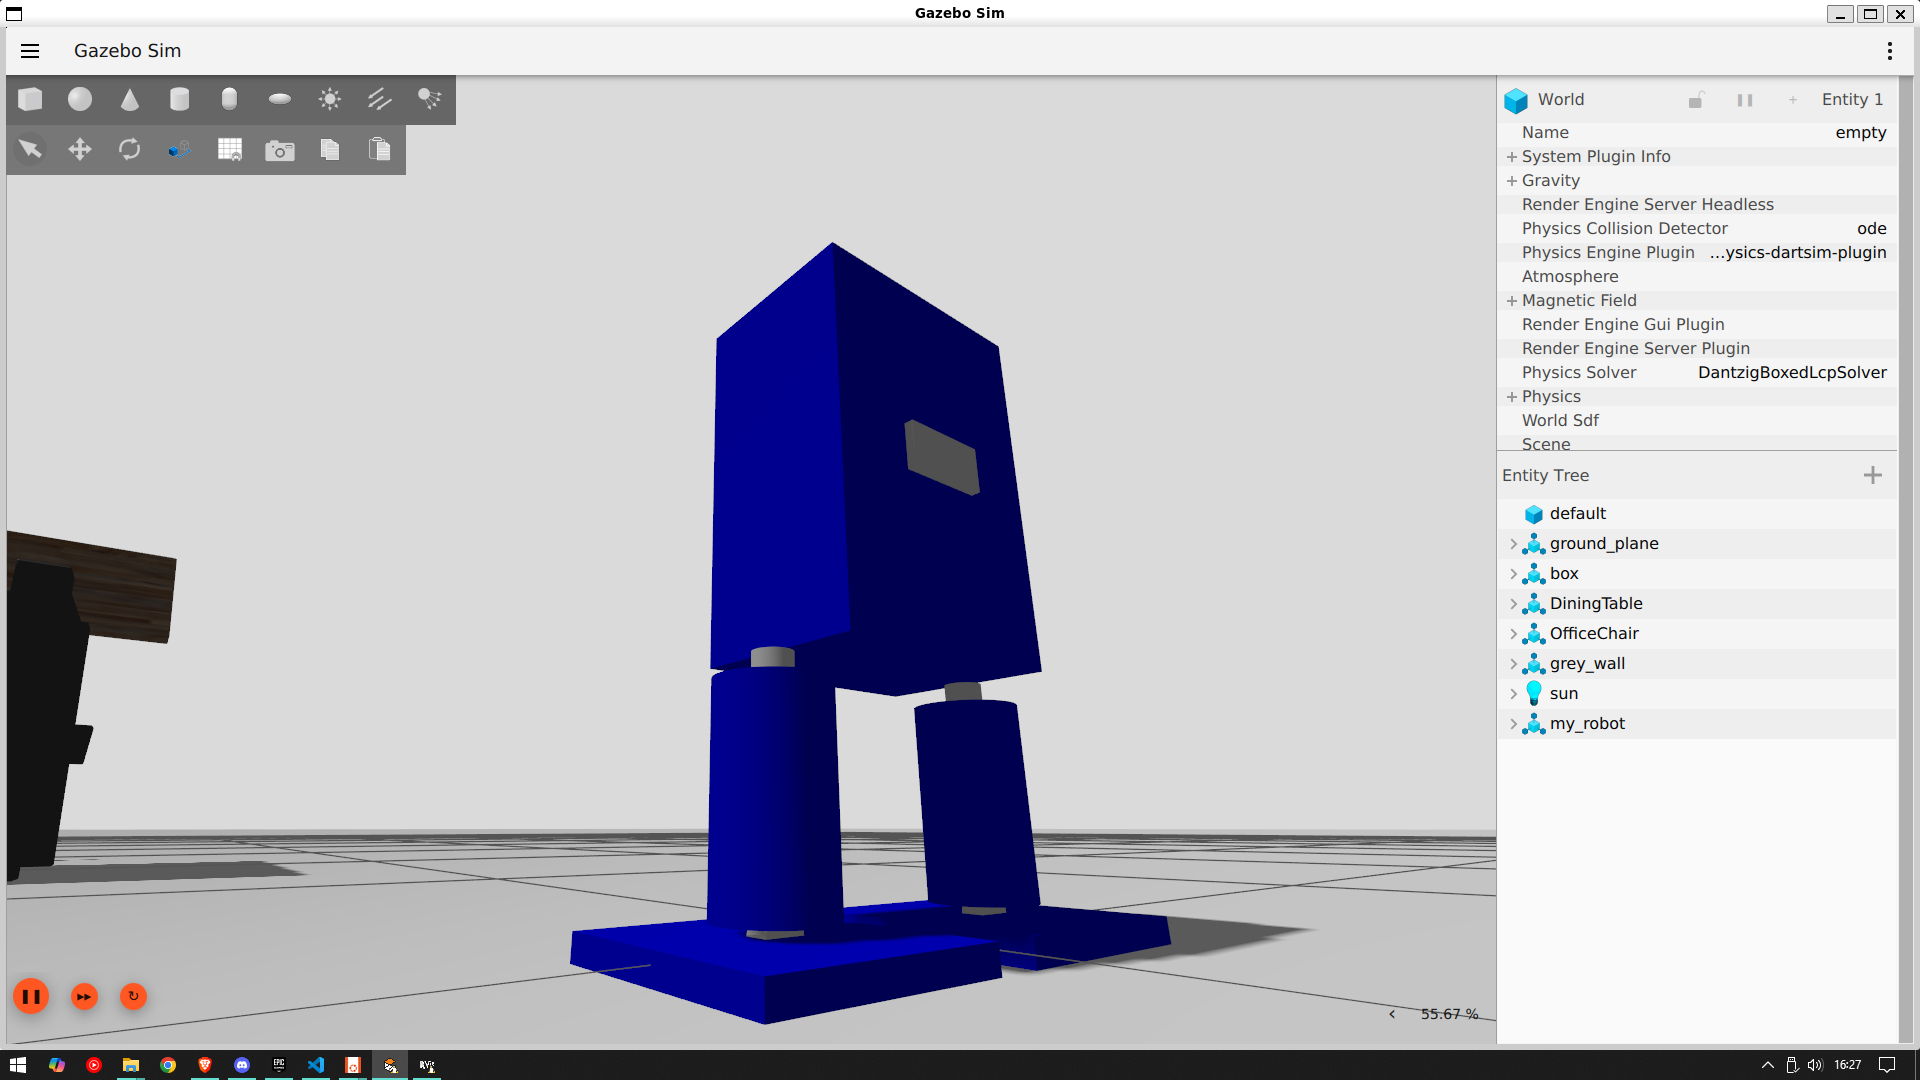 Gazebo Sim
Gazebo Sim
World Entity 1
Name empty
System Plugin Info
Gravity
Render Engine Server Headless
Physics Collision Detector ode
Physics Engine Plugin ...ysics-dartsim-plugin
Atmosphere
Magnetic Field
Render Engine Gui Plugin
Render Engine Server Plugin
Physics Solver DantzigBoxedLcpSolver
Physics
World Sdf
Scene
Entity Tree
default
ground_plane
box
DiningTable
OfficeChair
grey_wall
sun
my_robot
55.67 %
EPIC
RViz
16:27